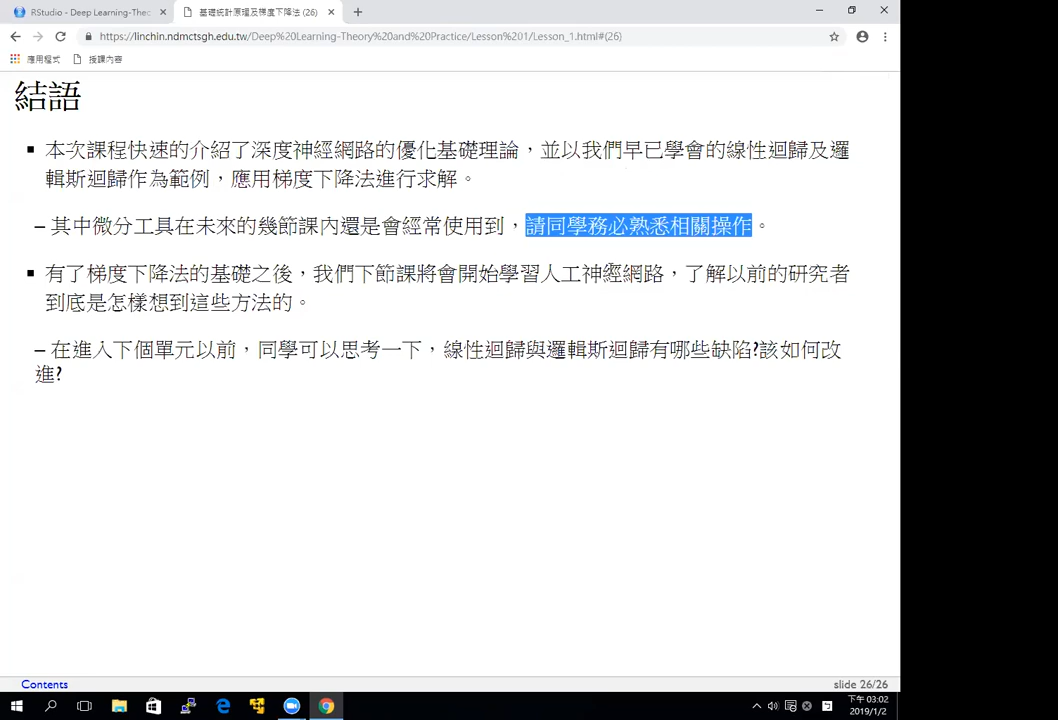 RStudio - Deep Learning-Theo
基礎統計原理及梯度下降法 (26)
https://linchin.ndmctsgh.edu.tw/Deep%20Learning-Theory%20and%20Practice/Lesson%201/Lesson_1.html#(26)
應用程式
授課內容
結語
本次課程快速的介紹了深度神經網路的優化基礎理論，並以我們早已學會的線性迴歸及邏
輯斯迴歸作為範例，應用梯度下降法進行求解。
– 其中微分工具在未來的幾節課內還是會經常使用到，請同學務必熟悉相關操作。
有了梯度下降法的基礎之後，我們下節課將會開始學習人工神經網路，了解以前的研究者
到底是怎樣想到這些方法的。
– 在進入下個單元以前，同學可以思考一下，線性迴歸與邏輯斯迴歸有哪些缺陷?該如何改
進?
Contents
slide 26/26
下午 03:02
2019/1/2